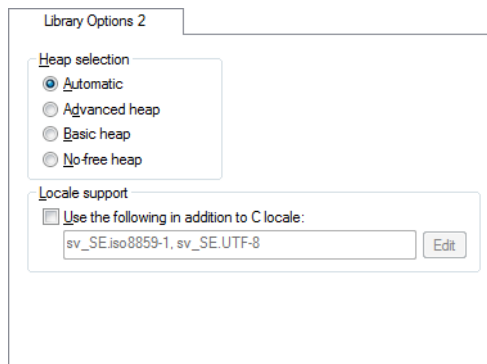 Library Options 2
Heap selection
Automatic
Advanced heap
Basic heap
No-free heap
Locale support
Use the following in addition to C locale:
sv_SE.iso8859-1, sv_SE.UTF-8
Edit